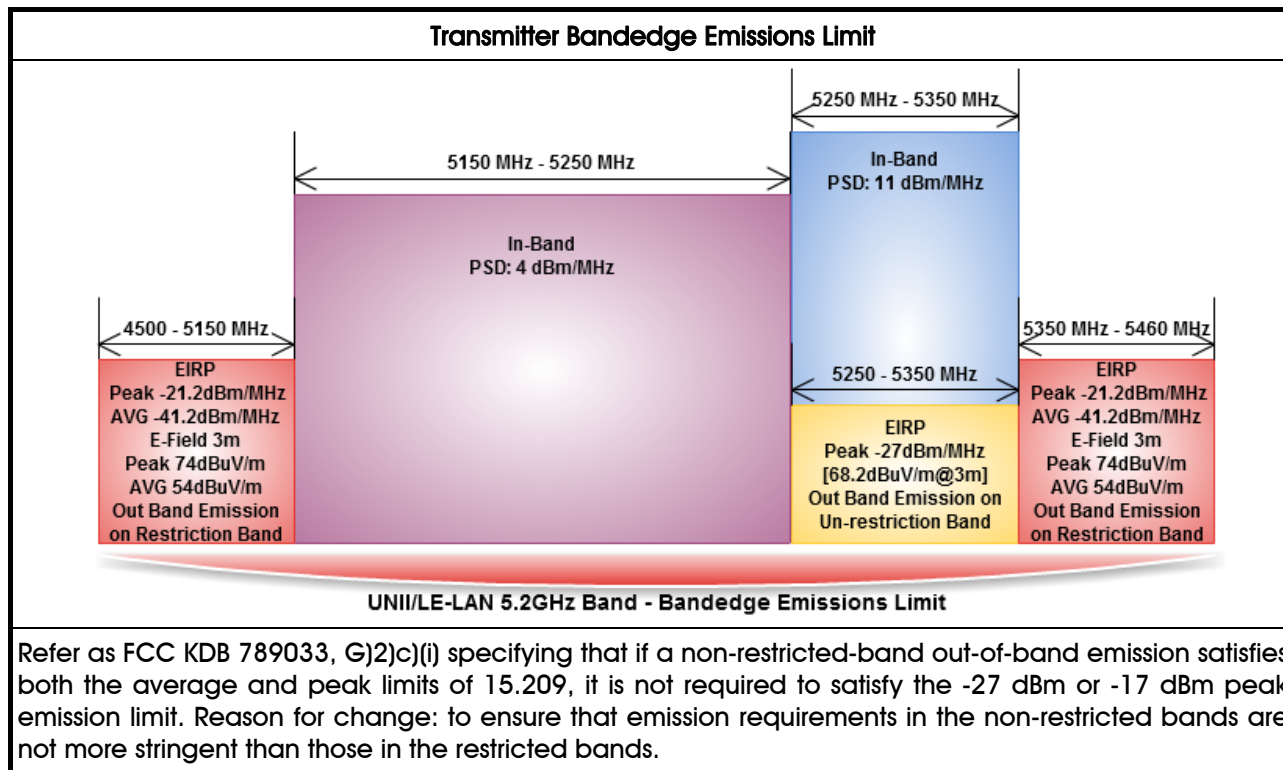 Transmitter Bandedge Emissions Limit
5250 MHz - 5350 MHz
5150 MHz - 5250 MHz
In-Band
PSD: 11 dBm/MHz
In-Band
PSD: 4 dBm/MHz
4500 - 5150 MHz
5350 MHz - 5460 MHz
EIRP
Peak -21.2dBm/MHz
AVG -41.2dBm/MHz
E-Field 3m
Peak 74dBuV/m
AVG 54dBuV/m
Out Band Emission
on Restriction Band
5250 - 5350 MHz
EIRP
Peak -27dBm/MHz
[68.2dBuV/m@3m]
Out Band Emission on
Un-restriction Band
EIRP
Peak -21.2dBm/MHz
AVG -41.2dBm/MHz
E-Field 3m
Peak 74dBuV/m
AVG 54dBuV/m
Out Band Emission
on Restriction Band
UNII/LE-LAN 5.2GHz Band - Bandedge Emissions Limit
Refer as FCC KDB 789033, G)2)c)(i) specifying that if a non-restricted-band out-of-band emission satisfies
both the average and peak limits of 15.209, it is not required to satisfy the -27 dBm or -17 dBm peak
emission limit. Reason for change: to ensure that emission requirements in the non-restricted bands are
not more stringent than those in the restricted bands.